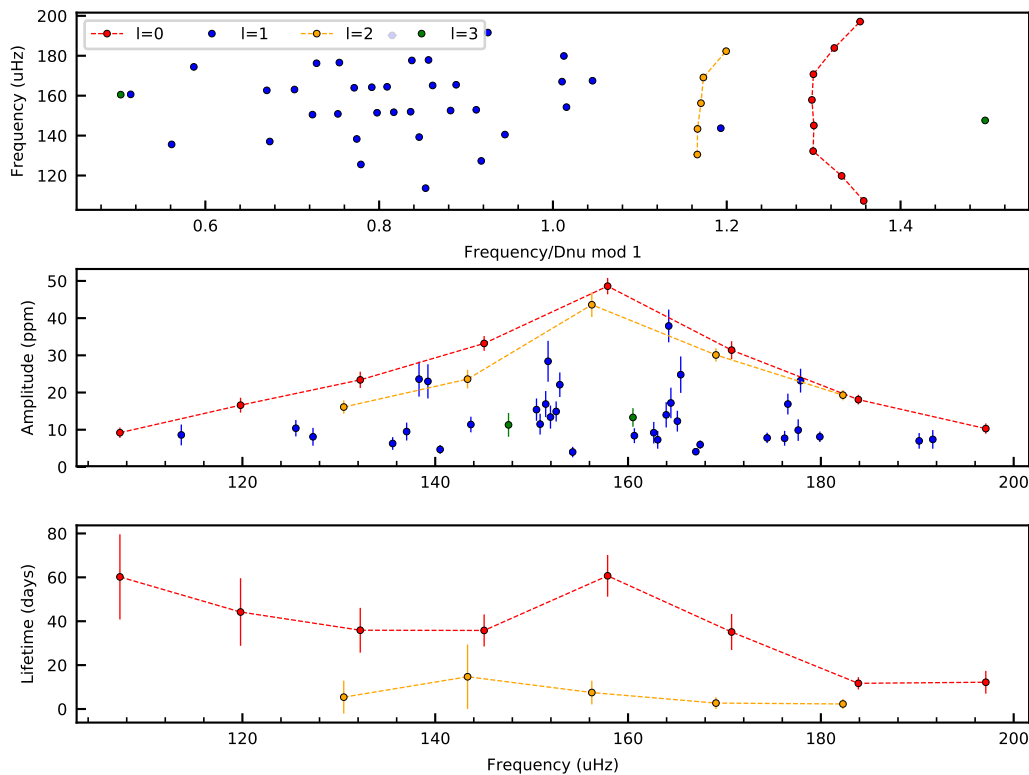 200
180
160
140
120
Frequency (uHz)
l=0 l=1 l=2 l=3
0.6 0.8 1.0 1.2 1.4
Frequency/Dnu mod 1
50
40
30
20
10
0
Amplitude (ppm)
120 140 160 180 200
80
60
40
20
0
Lifetime (days)
120 140 160 180 200
Frequency (uHz)